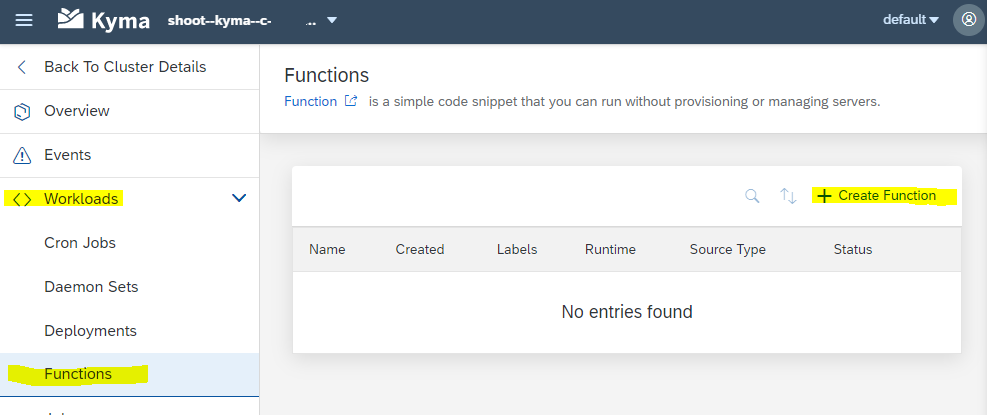 Kyma shoot--kyma--c- ... default
Back To Cluster Details
Overview
Events
Workloads
Cron Jobs
Daemon Sets
Deployments
Functions
Functions
Function is a simple code snippet that you can run without provisioning or managing servers.
+ Create Function
Name Created Labels Runtime Source Type Status
No entries found